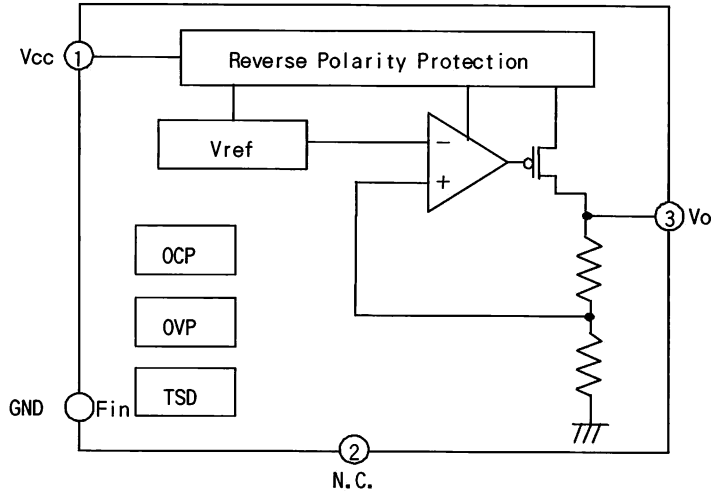 Vcc
1
Reverse Polarity Protection
Vref
−
+
3
Vo
OCP
OVP
TSD
GND
Fin
2
N.C.